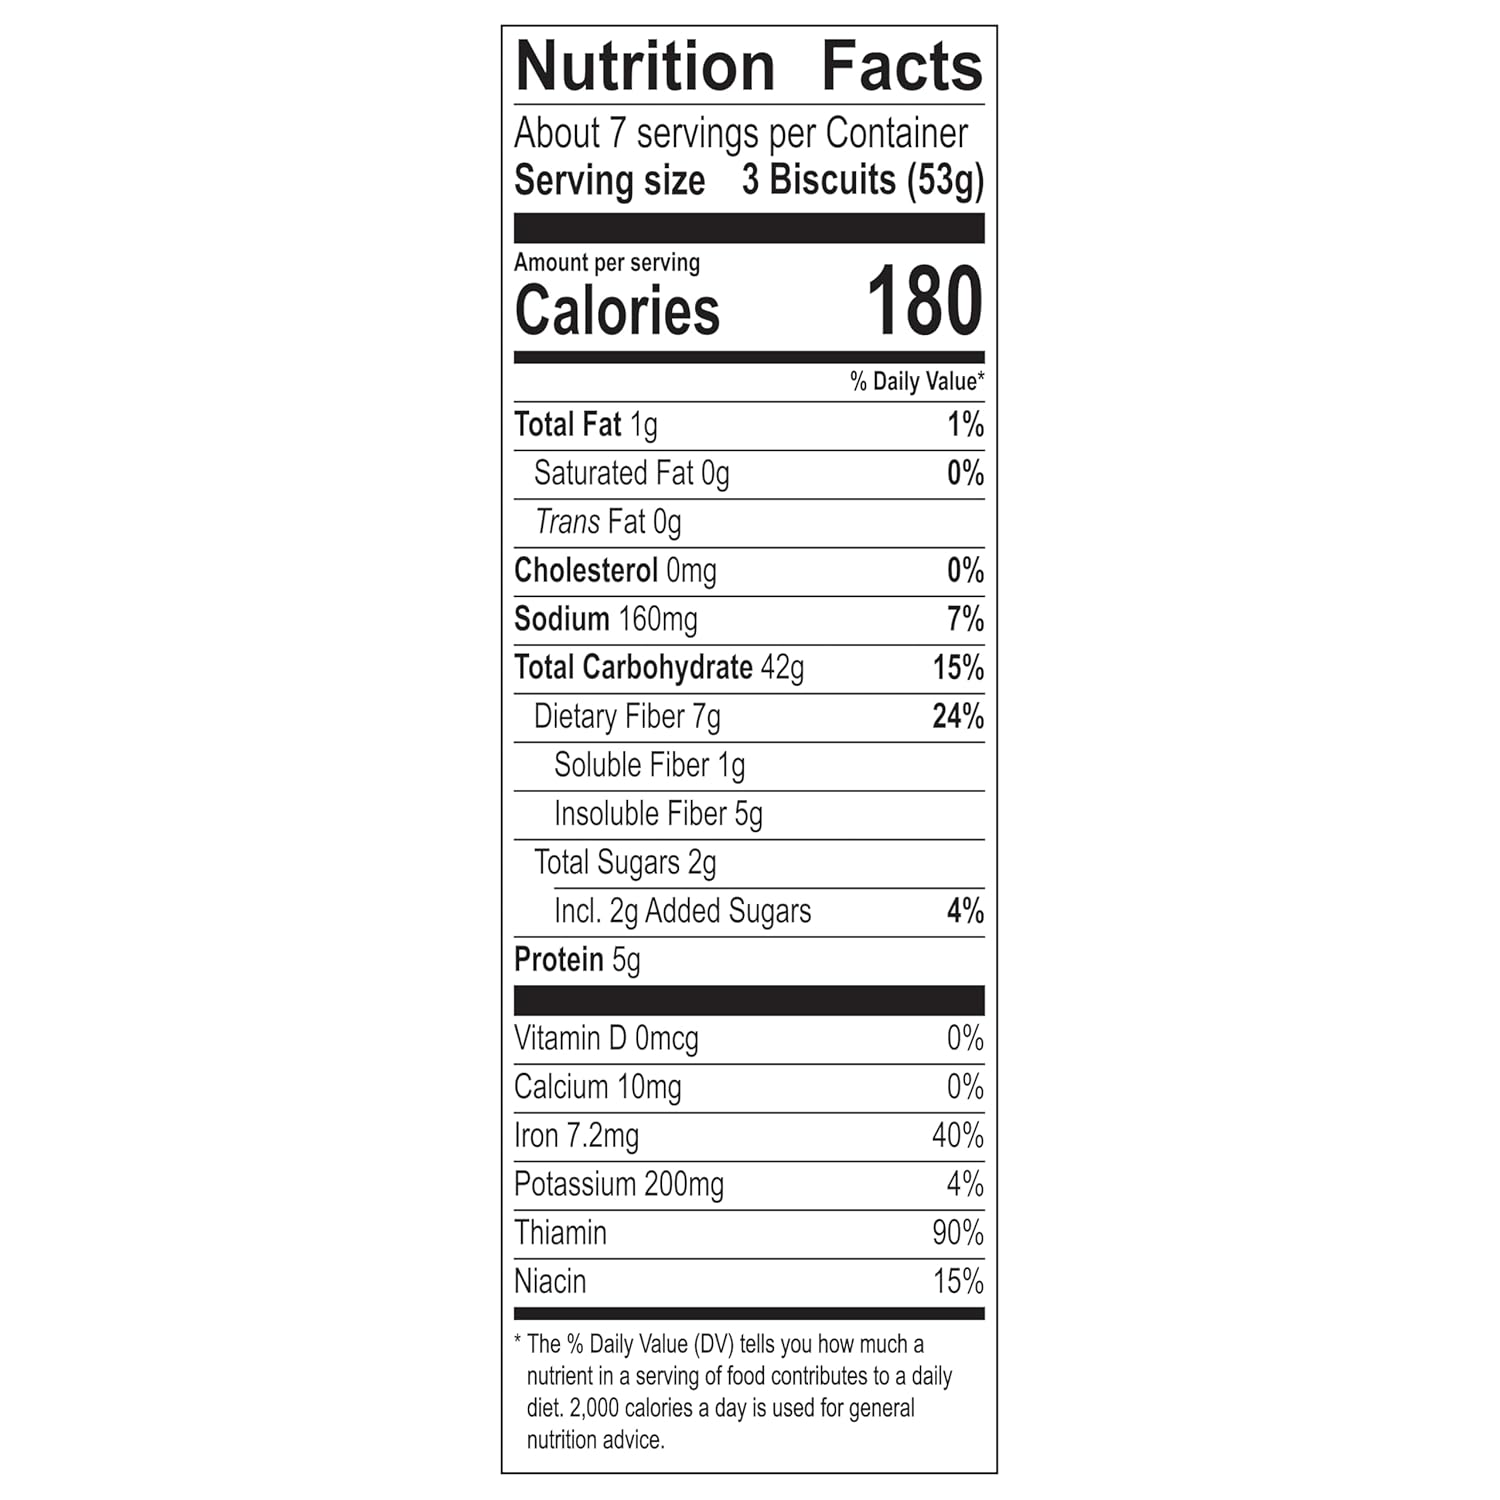 Nutrition Facts
About 7 servings per Container
Serving size 3 Biscuits (53g)
Amount per serving
Calories 180
% Daily Value*
Total Fat 1g 1%
Saturated Fat 0g 0%
Trans Fat 0g
Cholesterol 0mg 0%
Sodium 160mg 7%
Total Carbohydrate 42g 15%
Dietary Fiber 7g 24%
Soluble Fiber 1g
Insoluble Fiber 5g
Total Sugars 2g
Incl. 2g Added Sugars 4%
Protein 5g
Vitamin D 0mcg 0%
Calcium 10mg 0%
Iron 7.2mg 40%
Potassium 200mg 4%
Thiamin 90%
Niacin 15%
* The % Daily Value (DV) tells you how much a
nutrient in a serving of food contributes to a daily
diet. 2,000 calories a day is used for general
nutrition advice.